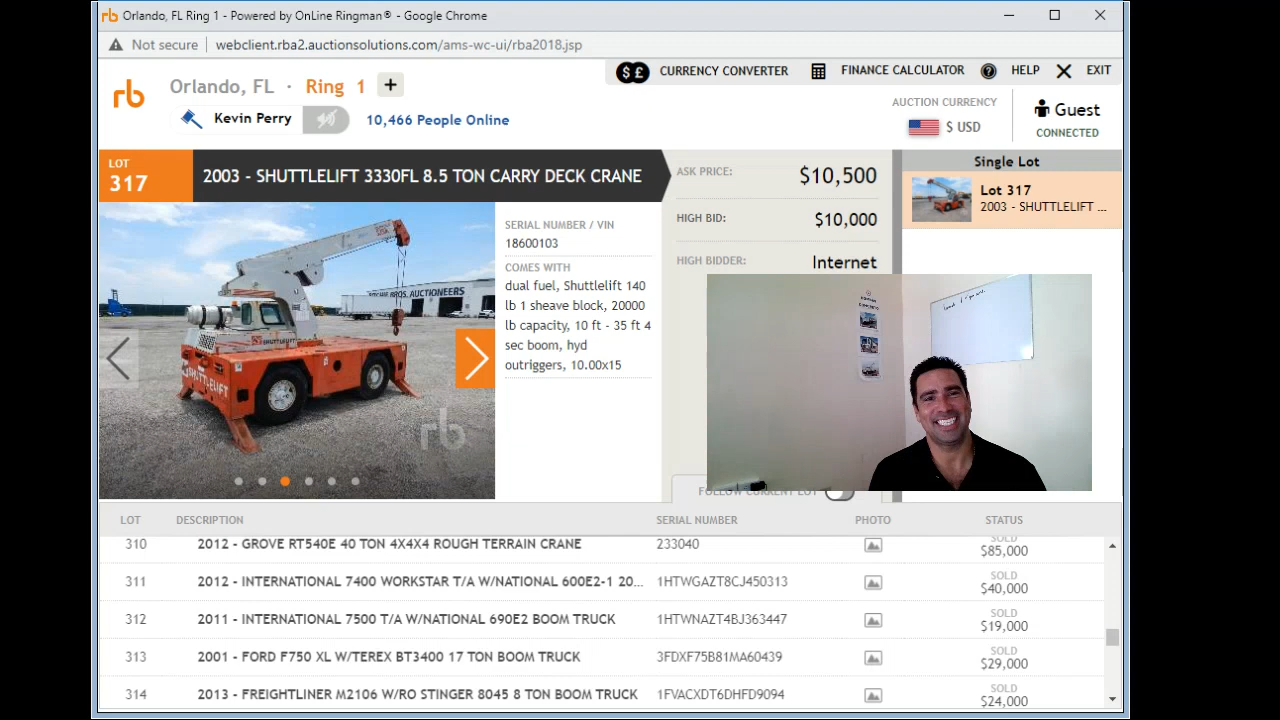 Orlando, FL Ring 1 - Powered by OnLine Ringman® - Google Chrome
Not secure webclient.rba2.auctionsolutions.com/ams-wc-ui/rba2018.jsp
$ £ CURRENCY CONVERTER FINANCE CALCULATOR ? HELP EXIT
rb
Orlando, FL · Ring 1 +
Kevin Perry 10,466 People Online
AUCTION CURRENCY
$ USD
Guest
CONNECTED
LOT
317
2003 - SHUTTLELIFT 3330FL 8.5 TON CARRY DECK CRANE
ASK PRICE: $10,500
HIGH BID: $10,000
HIGH BIDDER: Internet
Single Lot
Lot 317
2003 - SHUTTLELIFT ...
SERIAL NUMBER / VIN
18600103
COMES WITH
dual fuel, Shuttlelift 140
lb 1 sheave block, 20000
lb capacity, 10 ft - 35 ft 4
sec boom, hyd
outriggers, 10.00x15
BROS. AUCTIONEERS
SHUTTLELIFT
SHUTTLELIFT
rb
FOLLOW CURRENT LOT
LOT DESCRIPTION SERIAL NUMBER PHOTO STATUS
310 2012 - GROVE RT540E 40 TON 4X4X4 ROUGH TERRAIN CRANE 233040 SOLD $85,000
311 2012 - INTERNATIONAL 7400 WORKSTAR T/A W/NATIONAL 600E2-1 20... 1HTWGAZT8CJ450313 SOLD $40,000
312 2011 - INTERNATIONAL 7500 T/A W/NATIONAL 690E2 BOOM TRUCK 1HTWNAZT4BJ363447 SOLD $19,000
313 2001 - FORD F750 XL W/TEREX BT3400 17 TON BOOM TRUCK 3FDXF75B81MA60439 SOLD $29,000
314 2013 - FREIGHTLINER M2106 W/RO STINGER 8045 8 TON BOOM TRUCK 1FVACXDT6DHFD9094 SOLD $24,000